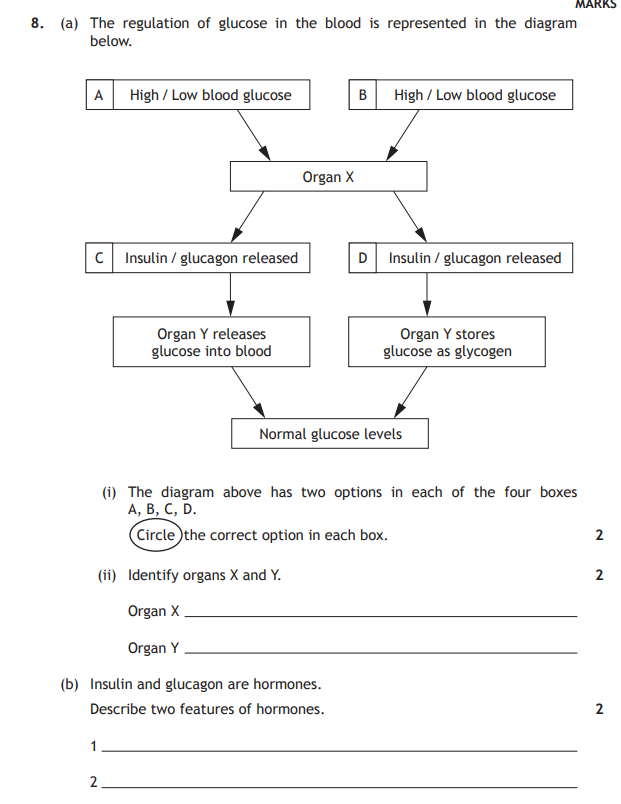 MARKS
8. (a) The regulation of glucose in the blood is represented in the diagram
below.
A High / Low blood glucose
B High / Low blood glucose
Organ X
C Insulin / glucagon released
D Insulin / glucagon released
Organ Y releases
glucose into blood
Organ Y stores
glucose as glycogen
Normal glucose levels
(i) The diagram above has two options in each of the four boxes
A, B, C, D.
Circle the correct option in each box. 2
(ii) Identify organs X and Y. 2
Organ X
Organ Y
(b) Insulin and glucagon are hormones.
Describe two features of hormones. 2
1
2